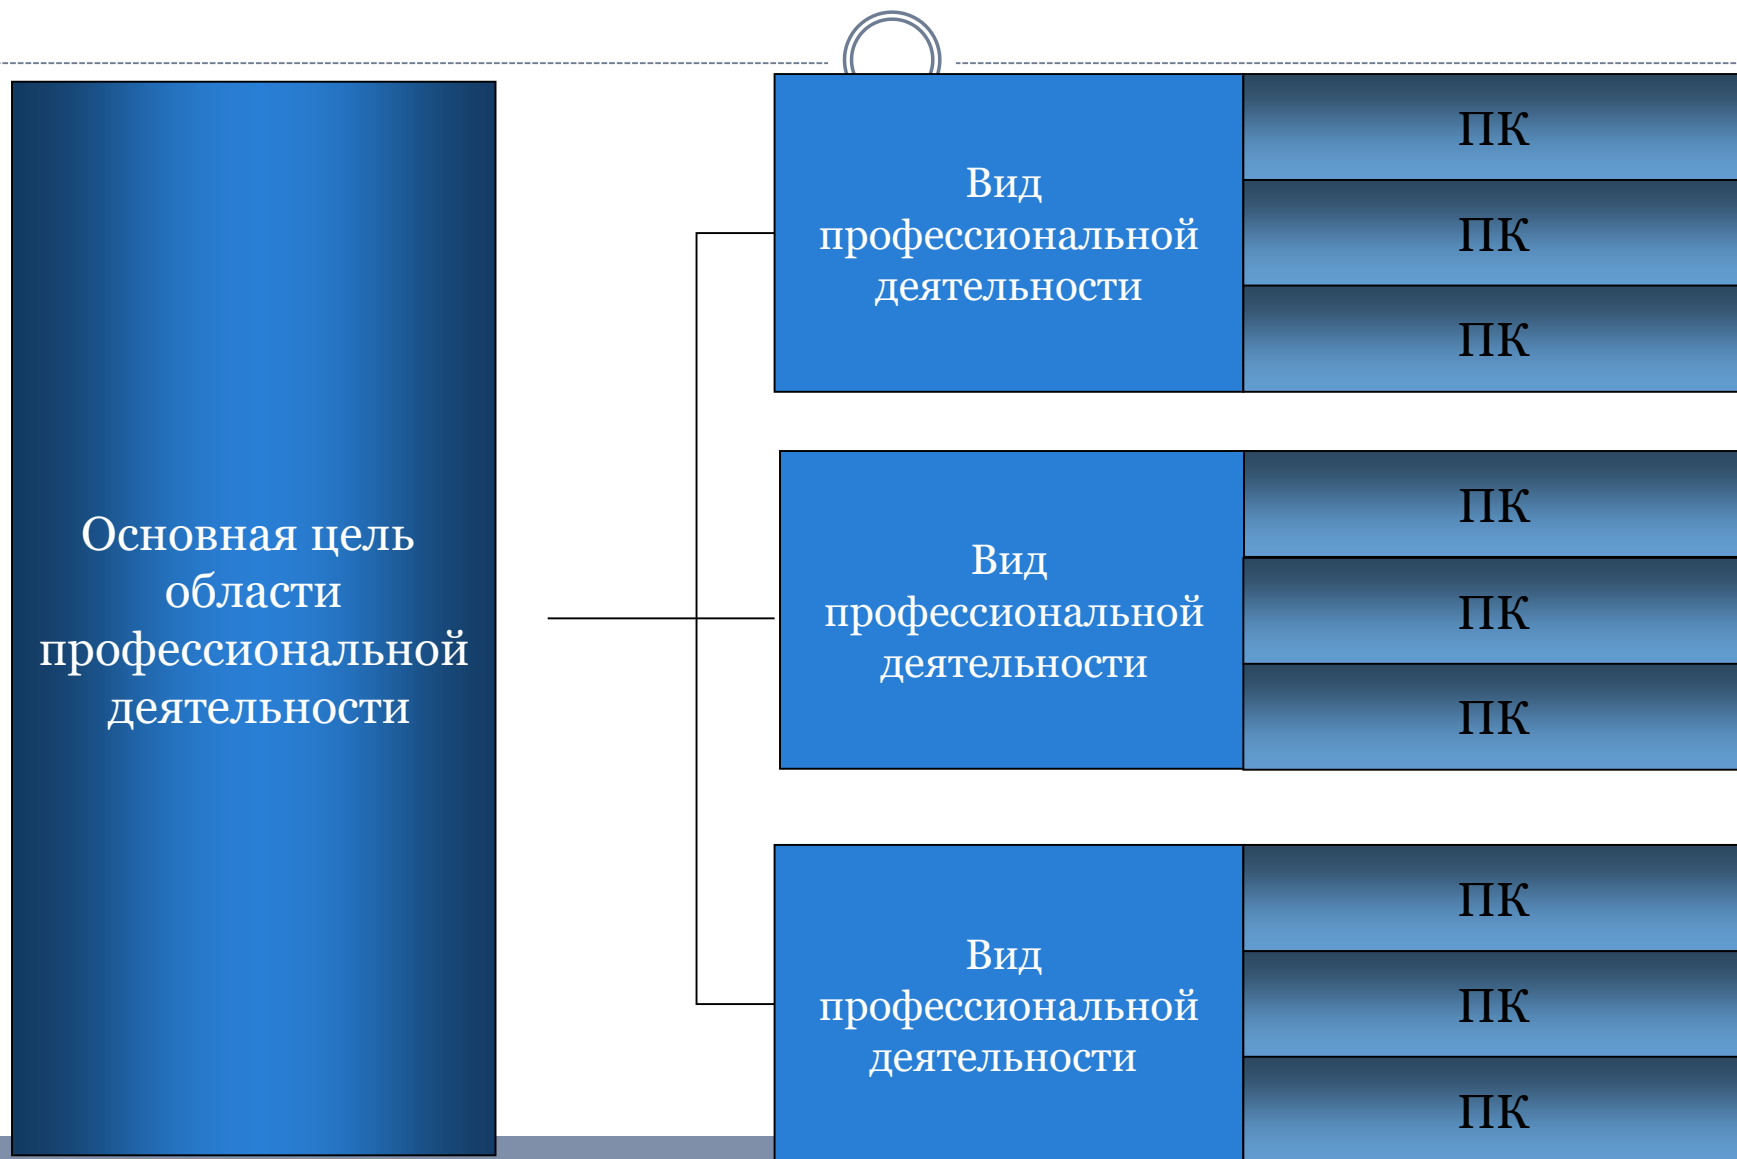 Основная цель
области
профессиональной
деятельности
Вид
профессиональной
деятельности
ПК
ПК
ПК
Вид
профессиональной
деятельности
ПК
ПК
ПК
Вид
профессиональной
деятельности
ПК
ПК
ПК